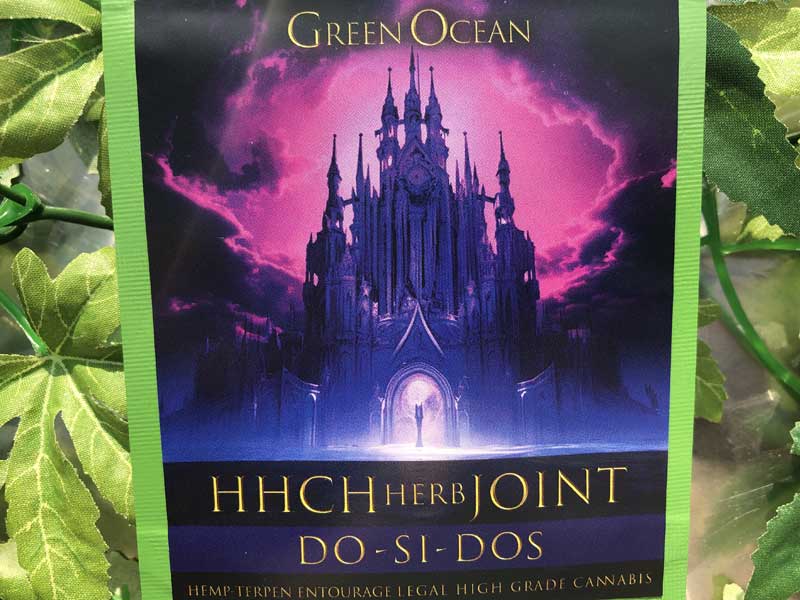 GREEN OCEAN
HHCH HERB JOINT
DO-SI-DOS
HEMP-TERPEN ENTOURAGE LEGAL HIGH GRADE CANNABIS